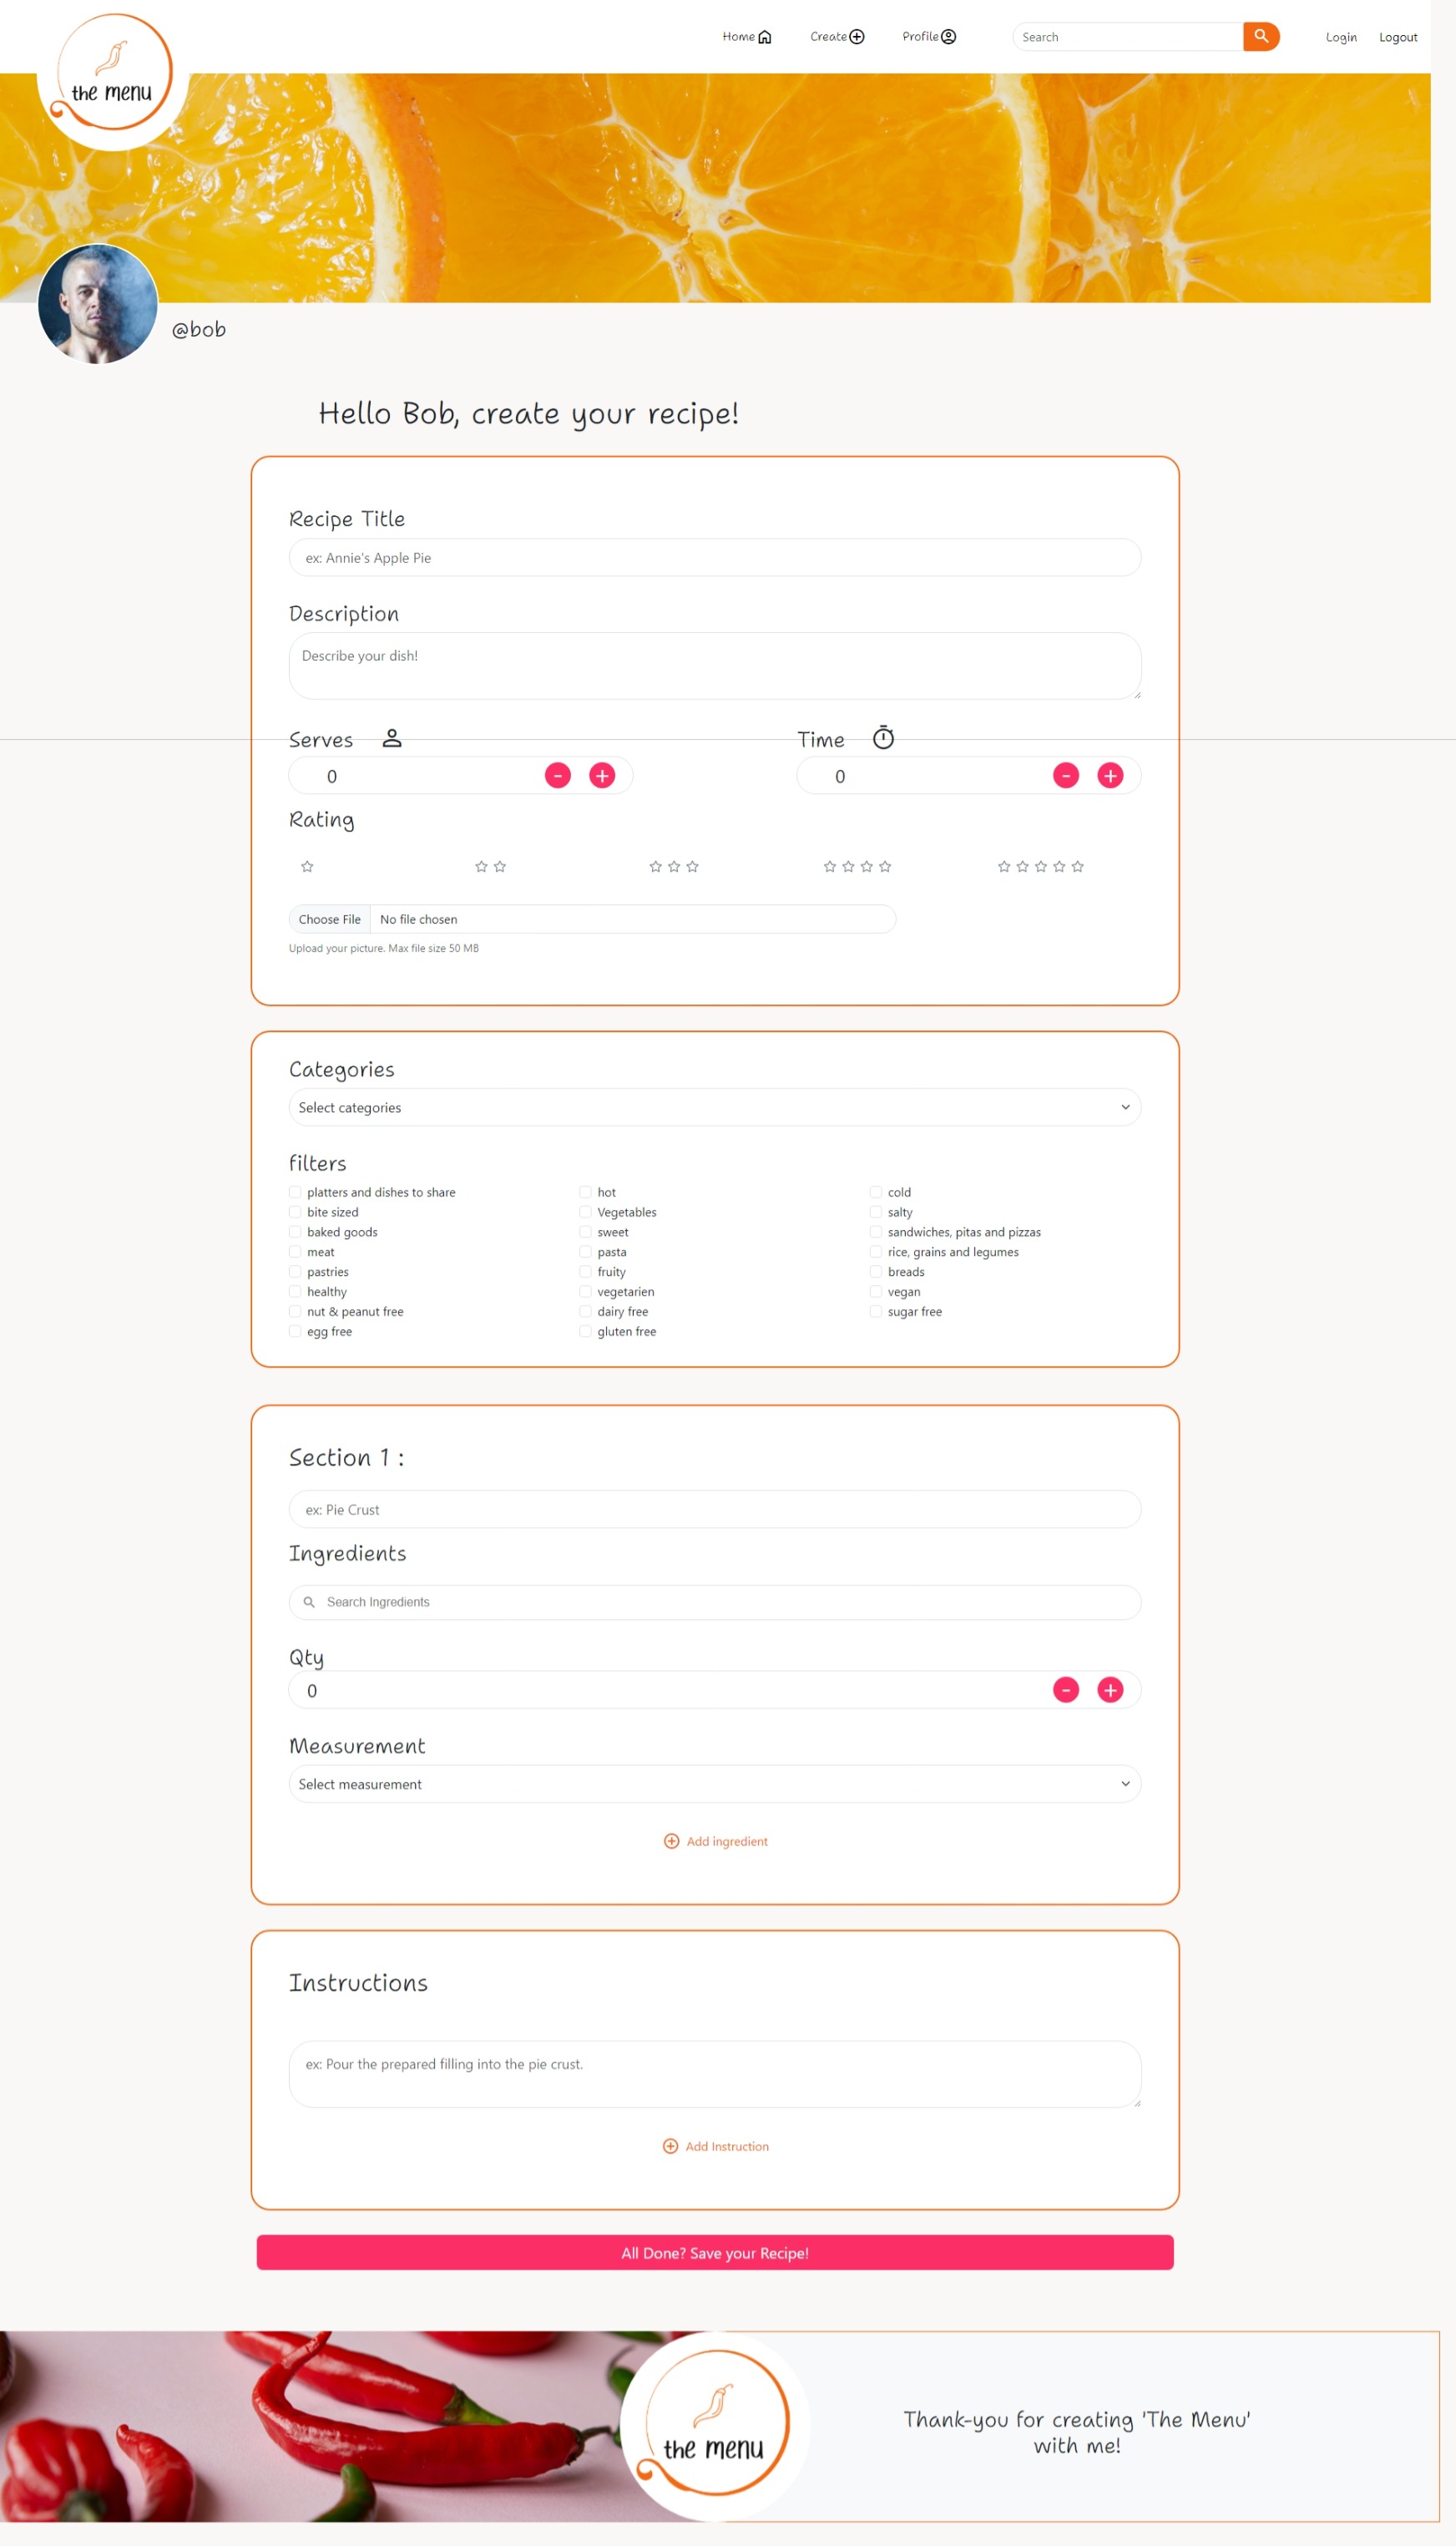 the menu
Home
Create
Profile
Search
Login
Logout
@bob
Hello Bob, create your recipe!
Recipe Title
ex: Annie's Apple Pie
Description
Describe your dish!
Serves
Time
0
-
+
0
-
+
Rating
Choose File
No file chosen
Upload your picture. Max file size 50 MB
Categories
Select categories
filters
platters and dishes to share
hot
cold
bite sized
Vegetables
salty
baked goods
sweet
sandwiches, pitas and pizzas
meat
pasta
rice, grains and legumes
pastries
fruity
breads
healthy
vegetarien
vegan
nut & peanut free
dairy free
sugar free
egg free
gluten free
Section 1 :
ex: Pie Crust
Ingredients
Search Ingredients
Qty
0
-
+
Measurement
Select measurement
Add ingredient
Instructions
ex: Pour the prepared filling into the pie crust.
Add Instruction
All Done? Save your Recipe!
the menu
Thank-you for creating 'The Menu'
with me!